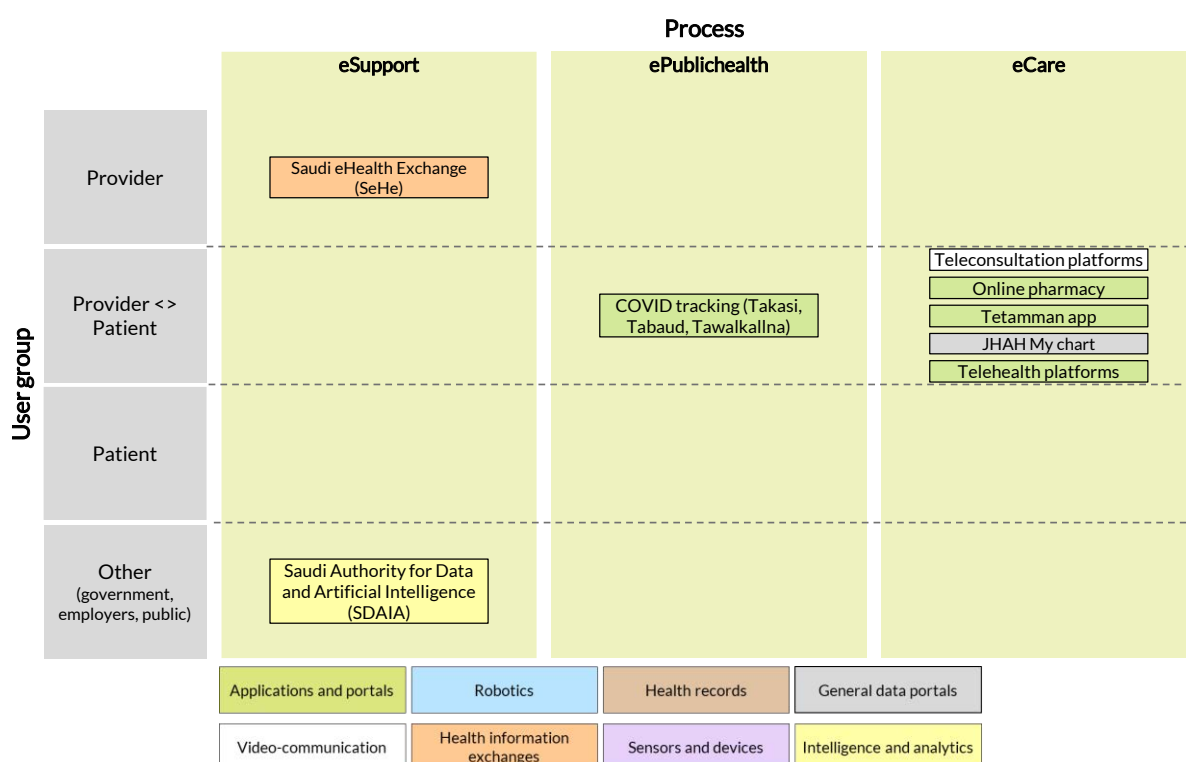 Process
eSupport
ePublichealth
eCare
User group
Provider
Saudi eHealth Exchange
(SeHe)
Provider <>
Patient
COVID tracking (Takasi,
Tabaud, Tawalkallna)
Teleconsultation platforms
Online pharmacy
Tetamman app
JHAH My chart
Telehealth platforms
Patient
Other
(government,
employers, public)
Saudi Authority for Data
and Artificial Intelligence
(SDAIA)
Applications and portals
Robotics
Health records
General data portals
Video-communication
Health information
exchanges
Sensors and devices
Intelligence and analytics